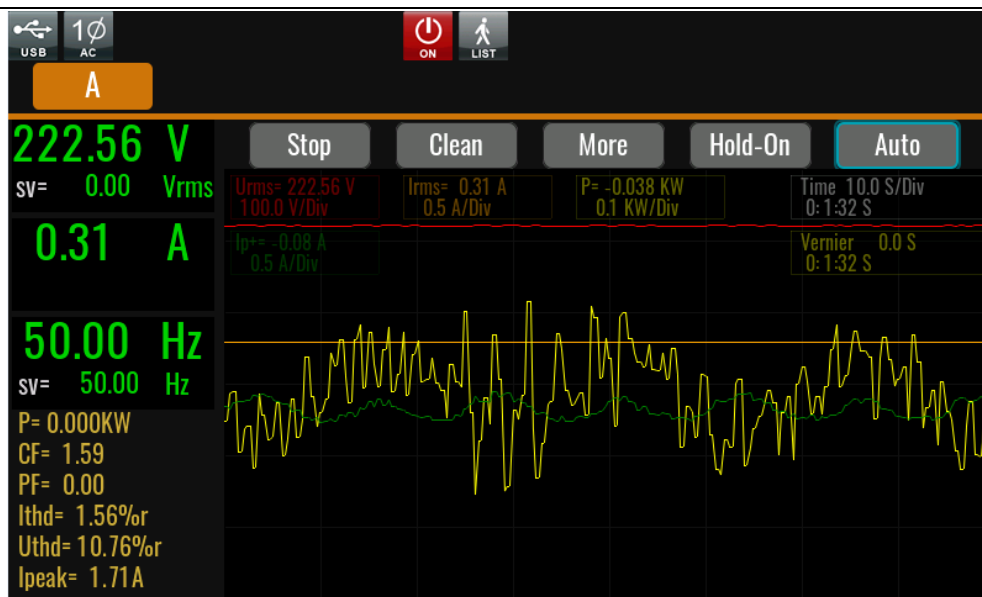 USB
1Ø
AC
ON
LIST
A
222.56 V
sv= 0.00 Vrms
0.31 A
50.00 Hz
sv= 50.00 Hz
P= 0.000KW
CF= 1.59
PF= 0.00
Ithd= 1.56%r
Uthd= 10.76%r
Ipeak= 1.71A
Stop Clean More Hold-On Auto
Urms= 222.56 V
100.0 V/Div
Irms= 0.31 A
0.5 A/Div
P= -0.038 KW
0.1 KW/Div
Time 10.0 S/Div
0: 1:32 S
Ip+= -0.08 A
0.5 A/Div
Vernier 0.0 S
0: 1:32 S